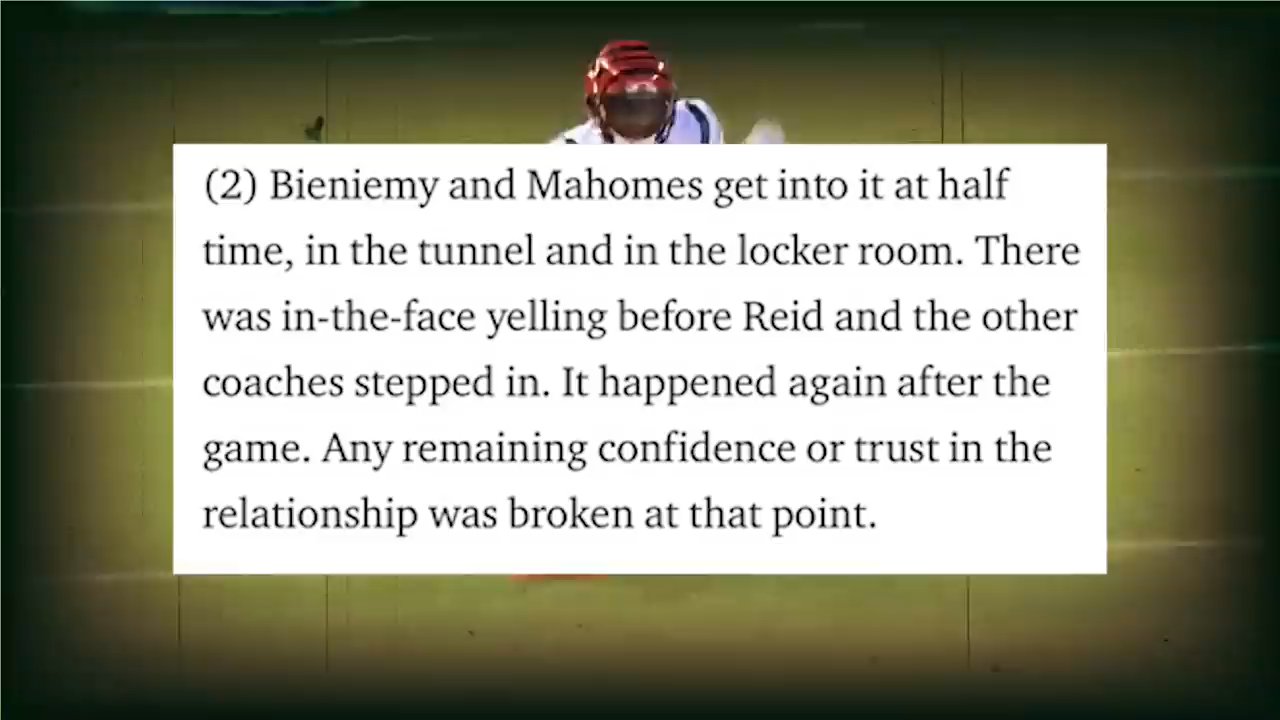 (2) Bieniemy and Mahomes get into it at half
time, in the tunnel and in the locker room. There
was in-the-face yelling before Reid and the other
coaches stepped in. It happened again after the
game. Any remaining confidence or trust in the
relationship was broken at that point.